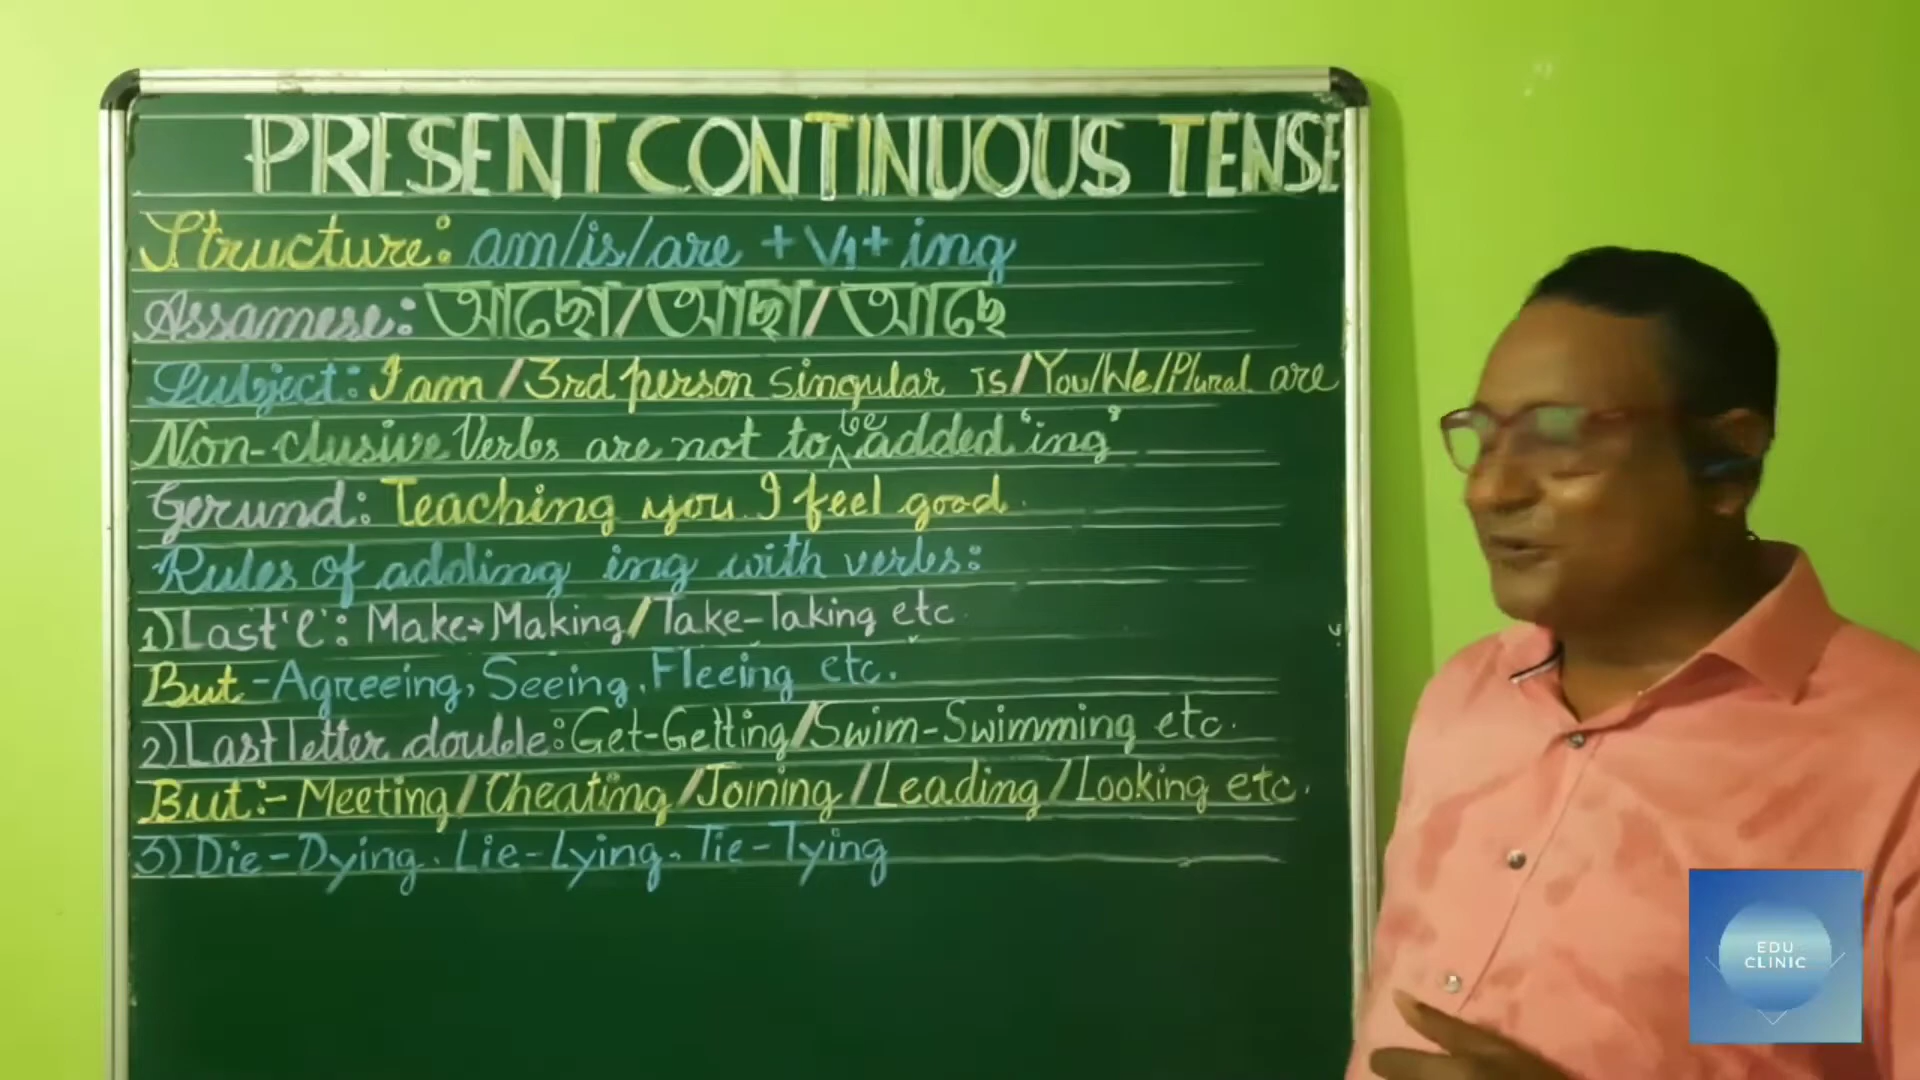 PRESENT CONTINUOUS TENSE
Structure: am/is/are + V1 + ing
Assamese: আছো/আছা/আছে
Subject: I am / 3rd person singular is / You/We/Plural are
Non-clusive Verbs are not to be added 'ing'
Gerund: Teaching you I feel good.
Rules of adding ing with verbs:
1) Last 'e': Make→Making/Take-Taking etc
But - Agreeing, Seeing, Fleeing etc.
2) Last letter double: Get-Getting/Swim-Swimming etc.
But:- Meeting/Cheating/Joining/Leading/Looking etc.
3) Die-Dying, Lie-Lying, Tie-Tying
EDU
CLINIC